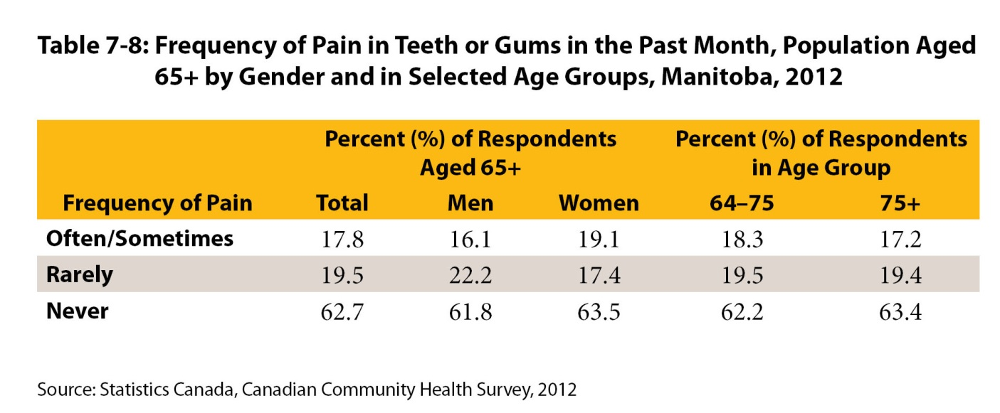 Table 7-8: Frequency of Pain in Teeth or Gums in the Past Month, Population Aged
65+ by Gender and in Selected Age Groups, Manitoba, 2012
Percent (%) of Respondents Percent (%) of Respondents
Aged 65+ in Age Group
Frequency of Pain Total Men Women 64–75 75+
Often/Sometimes 17.8 16.1 19.1 18.3 17.2
Rarely 19.5 22.2 17.4 19.5 19.4
Never 62.7 61.8 63.5 62.2 63.4
Source: Statistics Canada, Canadian Community Health Survey, 2012